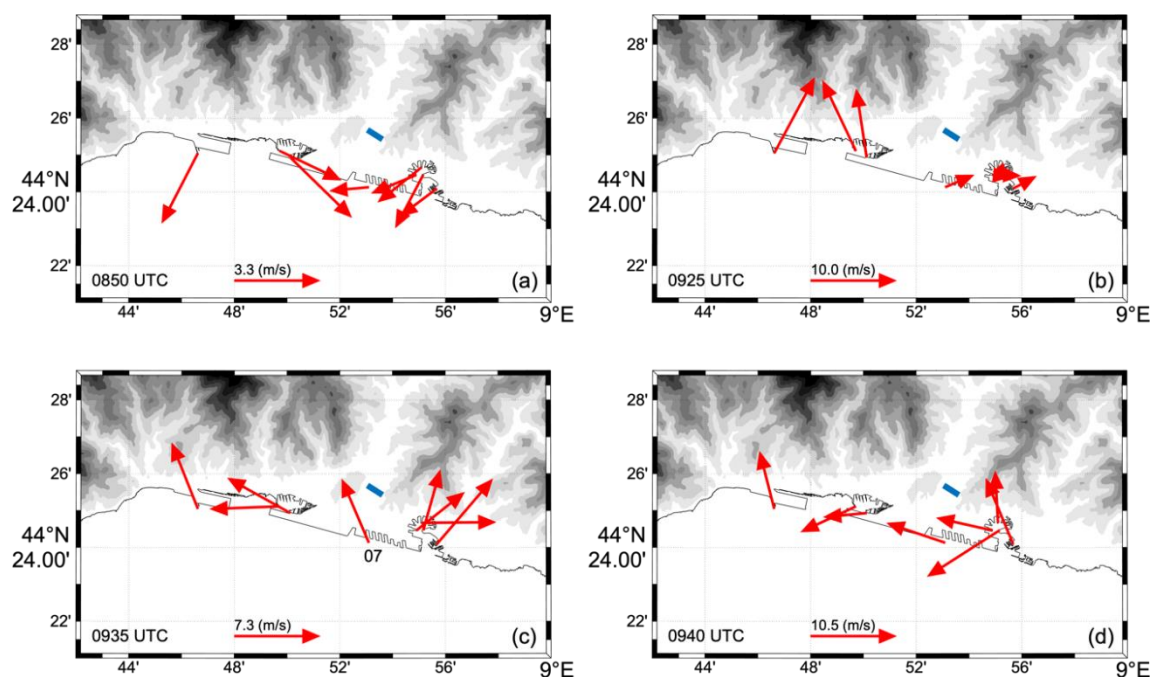 28'
26'
44°N
24.00'
22'
0850 UTC
3.3 (m/s)
(a)
44'
48'
52'
56'
9°E
28'
26'
44°N
24.00'
22'
0925 UTC
10.0 (m/s)
(b)
44'
48'
52'
56'
9°E
28'
26'
44°N
24.00'
22'
07
0935 UTC
7.3 (m/s)
(c)
44'
48'
52'
56'
9°E
28'
26'
44°N
24.00'
22'
0940 UTC
10.5 (m/s)
(d)
44'
48'
52'
56'
9°E